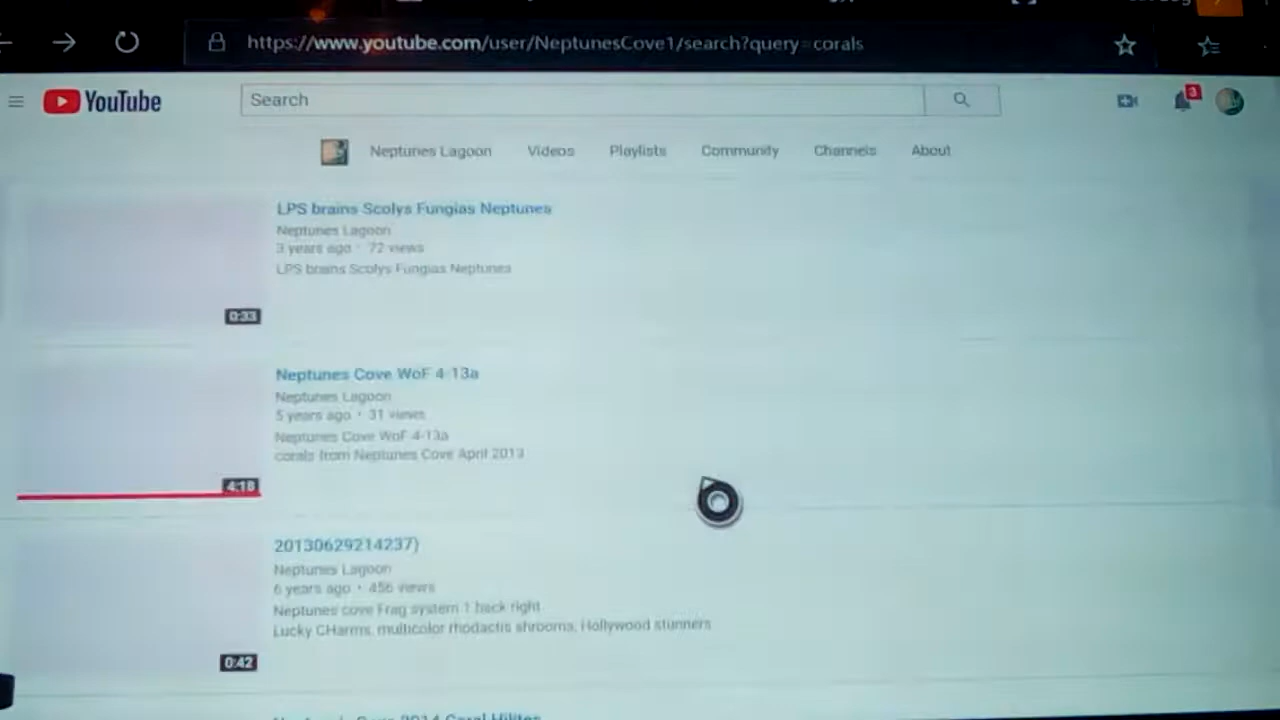 https://www.youtube.com/user/NeptunesCove1/search?query=corals
YouTube
Search
3
Neptunes Lagoon Videos Playlists Community Channels About
LPS brains Scolys Fungias Neptunes
Neptunes Lagoon
3 years ago · 72 views
LPS brains Scolys Fungias Neptunes
0:33
Neptunes Cove WoF 4-13a
Neptunes Lagoon
5 years ago · 31 views
Neptunes Cove WoF 4-13a
corals from Neptunes Cove April 2013
4:18
20130629214237)
Neptunes Lagoon
6 years ago · 456 views
Neptunes cove Frag system 1 back right
Lucky CHarms, multicolor rhodactis shrooms, Hollywood stunners
0:42
2014 Coral Hilites